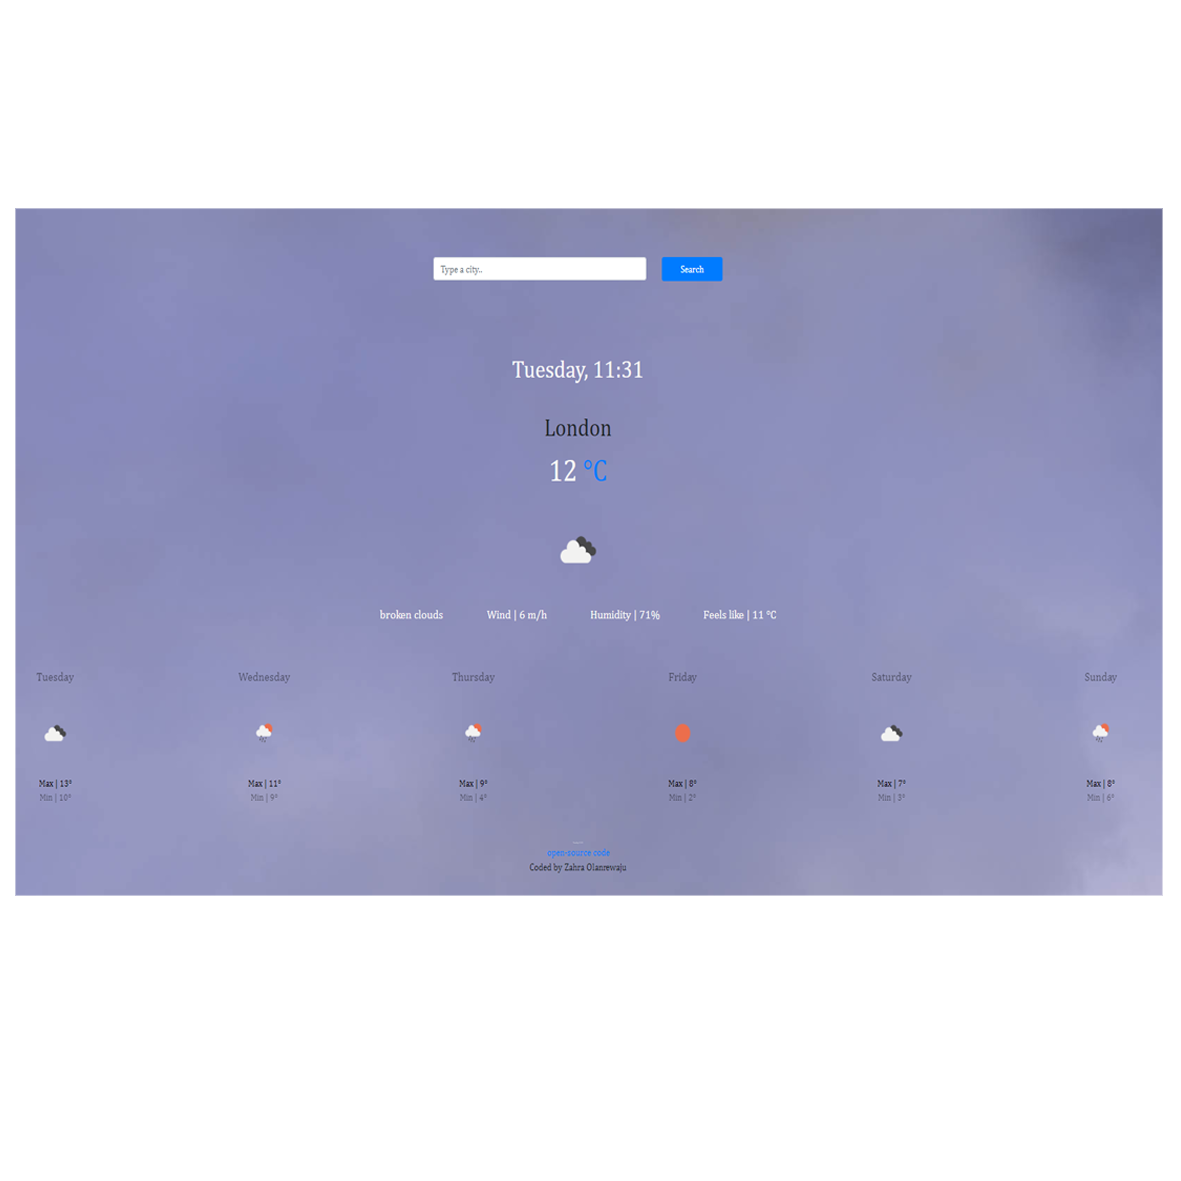 Type a city..
Search
Tuesday, 11:31
London
12 °C
broken clouds Wind | 6 m/h Humidity | 71% Feels like | 11 °C
Tuesday Wednesday Thursday Friday Saturday Sunday
Max | 13° Max | 11° Max | 9° Max | 8° Max | 7° Max | 8°
Min | 10° Min | 9° Min | 4° Min | 2° Min | 3° Min | 6°
open-source code
Coded by Zahra Olanrewaju